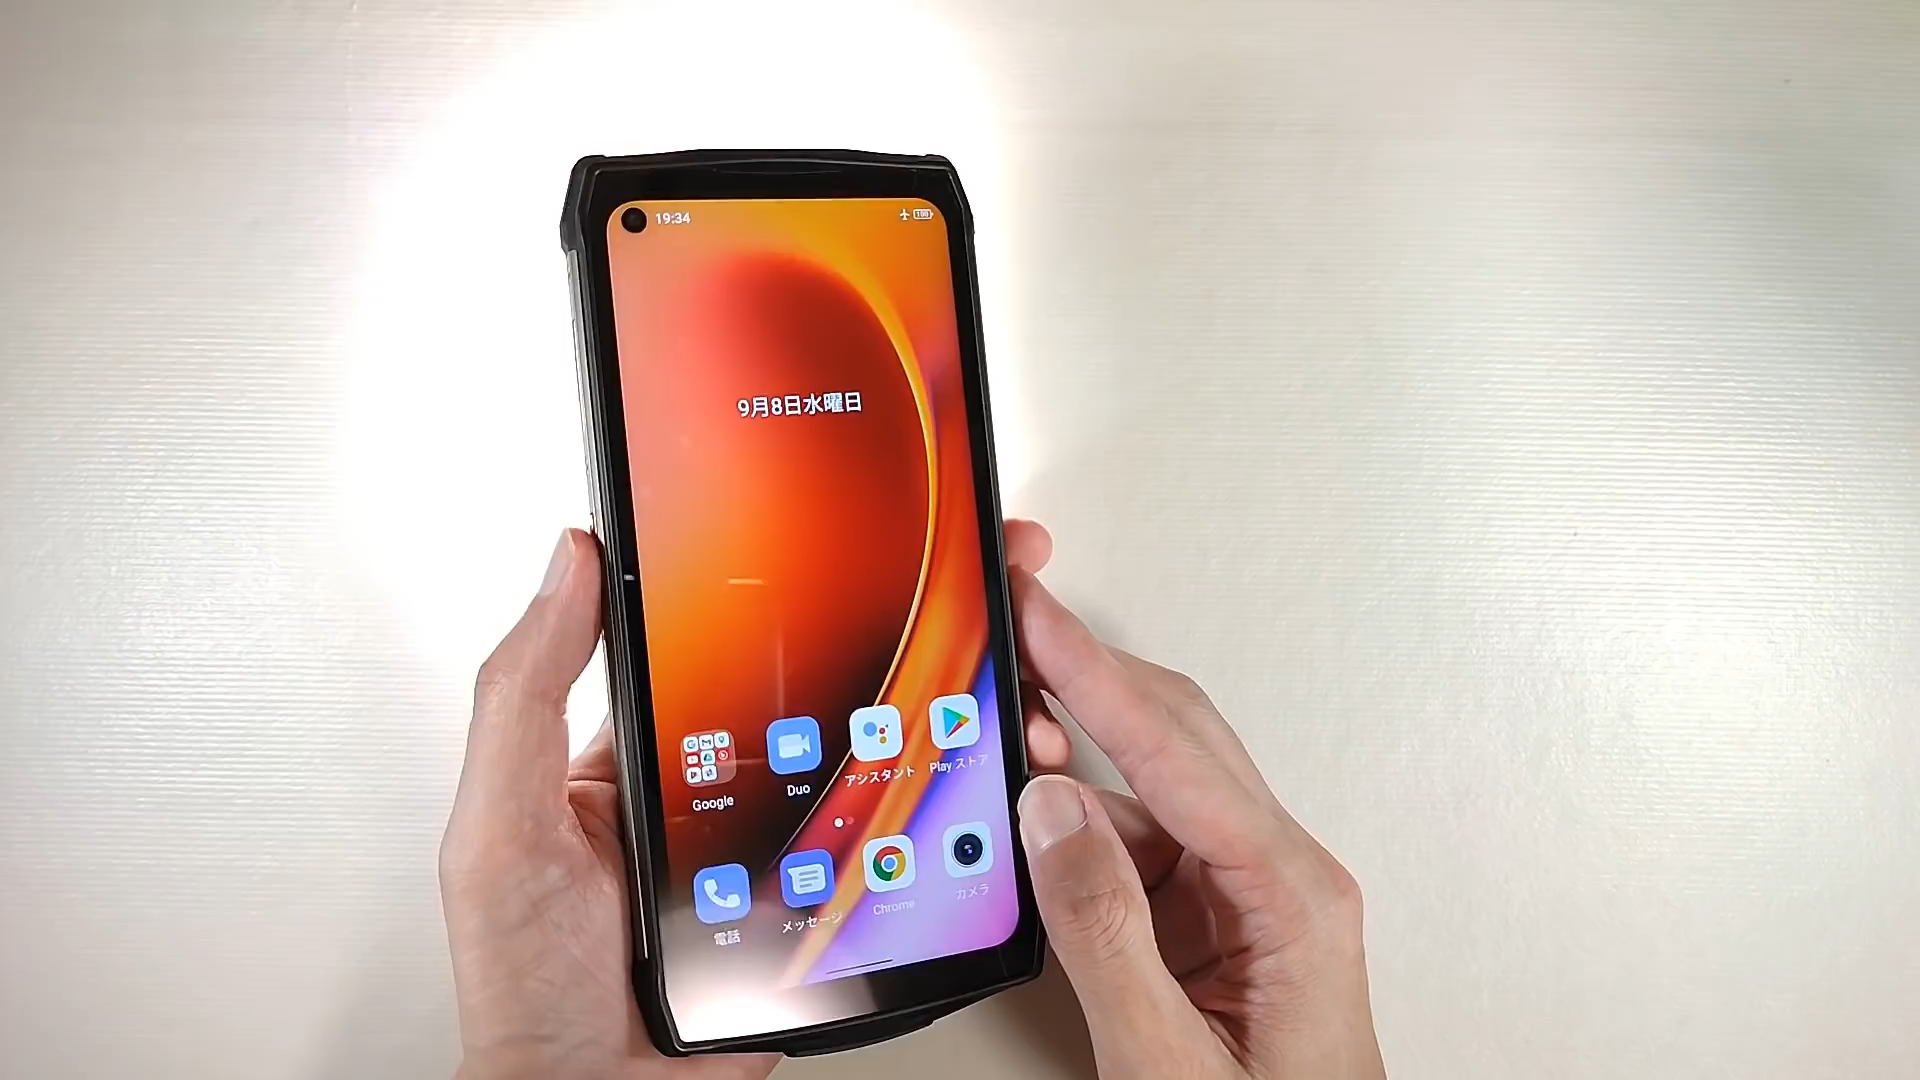 19:34
100
9月8日水曜日
Google
Duo
アシスタント
Play ストア
電話
メッセージ
Chrome
カメラ